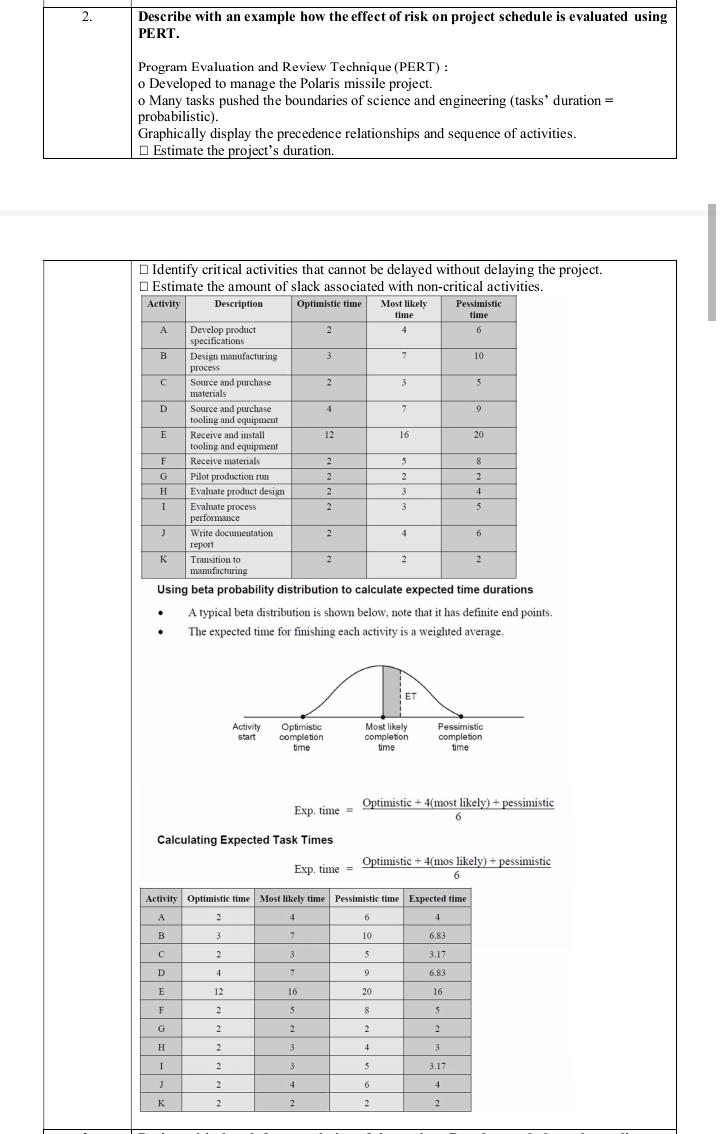 2.
Describe with an example how the effect of risk on project schedule is evaluated using
PERT.
Program Evaluation and Review Technique (PERT) :
o Developed to manage the Polaris missile project.
o Many tasks pushed the boundaries of science and engineering (tasks’ duration =
probabilistic).
Graphically display the precedence relationships and sequence of activities.
□ Estimate the project’s duration.
□ Identify critical activities that cannot be delayed without delaying the project.
□ Estimate the amount of slack associated with non-critical activities.
Activity Description Optimistic time Most likely time Pessimistic time
A Develop product specifications 2 4 6
B Design manufacturing process 3 7 10
C Source and purchase materials 2 3 5
D Source and purchase tooling and equipment 4 7 9
E Receive and install tooling and equipment 12 16 20
F Receive materials 2 5 8
G Pilot production run 2 2 2
H Evaluate product design 2 3 4
I Evaluate process performance 2 3 5
J Write documentation report 2 4 6
K Transition to manufacturing 2 2 2
Using beta probability distribution to calculate expected time durations
• A typical beta distribution is shown below, note that it has definite end points.
• The expected time for finishing each activity is a weighted average.
ET
Activity start
Optimistic completion time
Most likely completion time
Pessimistic completion time
Exp. time = Optimistic + 4(most likely) + pessimistic
6
Calculating Expected Task Times
Exp. time = Optimistic + 4(mos likely) + pessimistic
6
Activity Optimistic time Most likely time Pessimistic time Expected time
A 2 4 6 4
B 3 7 10 6.83
C 2 3 5 3.17
D 4 7 9 6.83
E 12 16 20 16
F 2 5 8 5
G 2 2 2 2
H 2 3 4 3
I 2 3 5 3.17
J 2 4 6 4
K 2 2 2 2